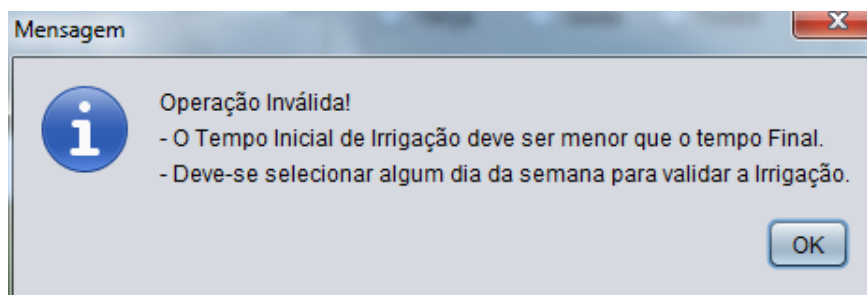 Mensagem
Operação Inválida!
- O Tempo Inicial de Irrigação deve ser menor que o tempo Final.
- Deve-se selecionar algum dia da semana para validar a Irrigação.
OK